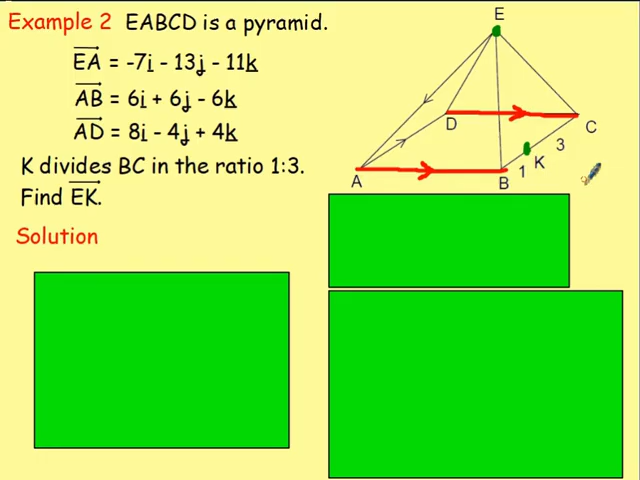 Example 2 EABCD is a pyramid.
EA = -7i - 13j - 11k
AB = 6i + 6j - 6k
AD = 8i - 4j + 4k
K divides BC in the ratio 1:3.
Find EK.
Solution
E
D
C
3
K
1
A
B